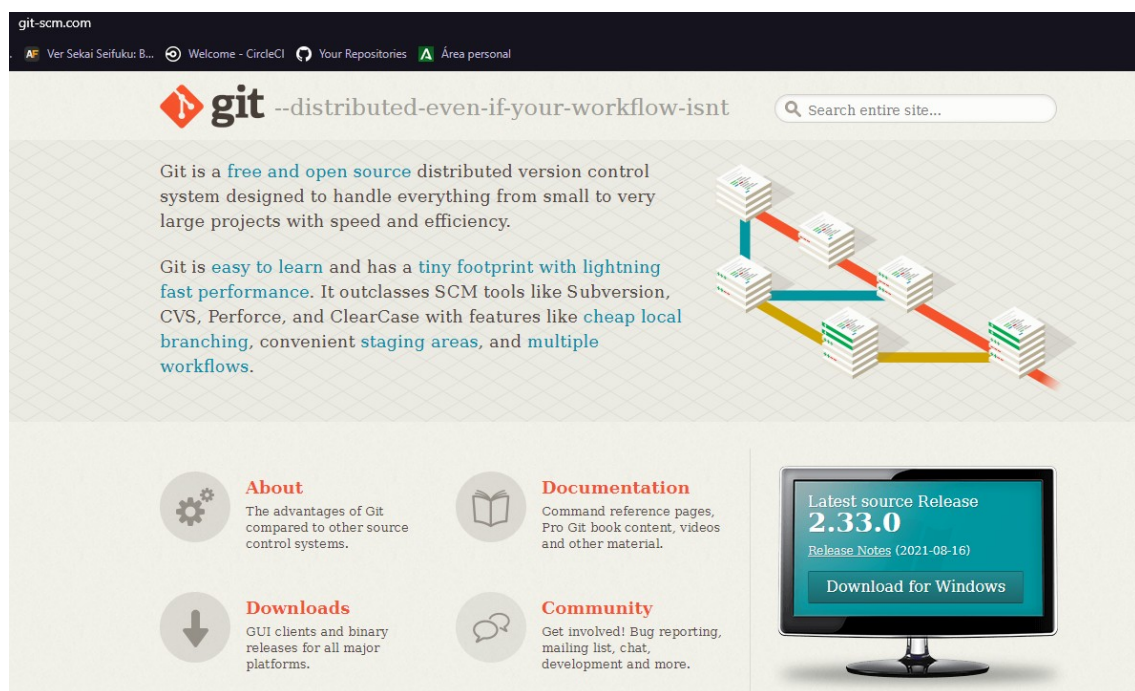 git-scm.com
Ver Sekai Seifuku: B... Welcome - CircleCI Your Repositories Área personal
git --distributed-even-if-your-workflow-isnt
Search entire site...
Git is a free and open source distributed version control
system designed to handle everything from small to very
large projects with speed and efficiency.
Git is easy to learn and has a tiny footprint with lightning
fast performance. It outclasses SCM tools like Subversion,
CVS, Perforce, and ClearCase with features like cheap local
branching, convenient staging areas, and multiple
workflows.
About
The advantages of Git
compared to other source
control systems.
Documentation
Command reference pages,
Pro Git book content, videos
and other material.
Downloads
GUI clients and binary
releases for all major
platforms.
Community
Get involved! Bug reporting,
mailing list, chat,
development and more.
Latest source Release
2.33.0
Release Notes (2021-08-16)
Download for Windows